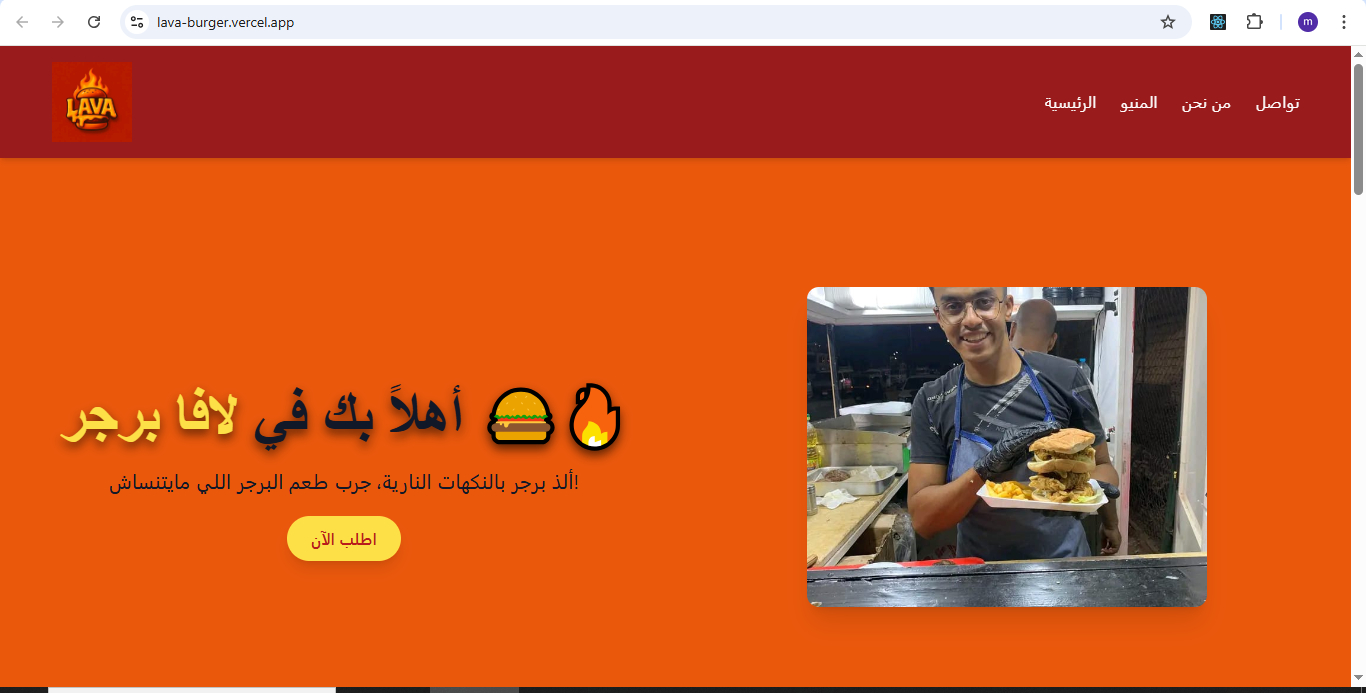 lava-burger.vercel.app
m
LAVA
الرئيسية
المنيو
من نحن
تواصل
أهلاً بك في لافا برجر
ألذ برجر بالنكهات النارية، جرب طعم البرجر اللي مايتنساش!
اطلب الآن